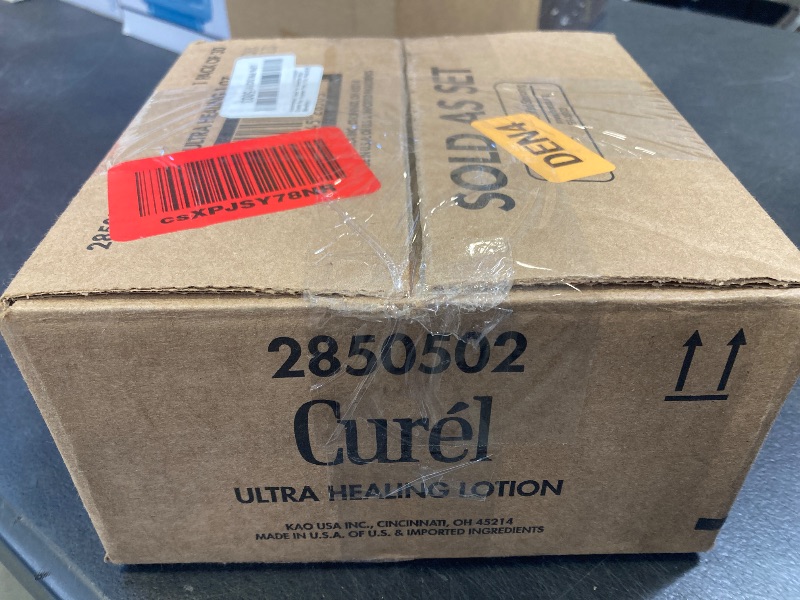 SOLD AS SET
DEN4
csXPJSY78NB
2850502
Curél
ULTRA HEALING LOTION
KAO USA INC., CINCINNATI, OH 45214
MADE IN U.S.A. OF U.S. & IMPORTED INGREDIENTS